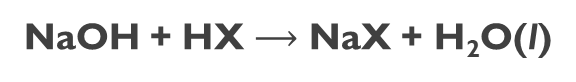 NaOH + HX ⟶ NaX + H₂O(l)